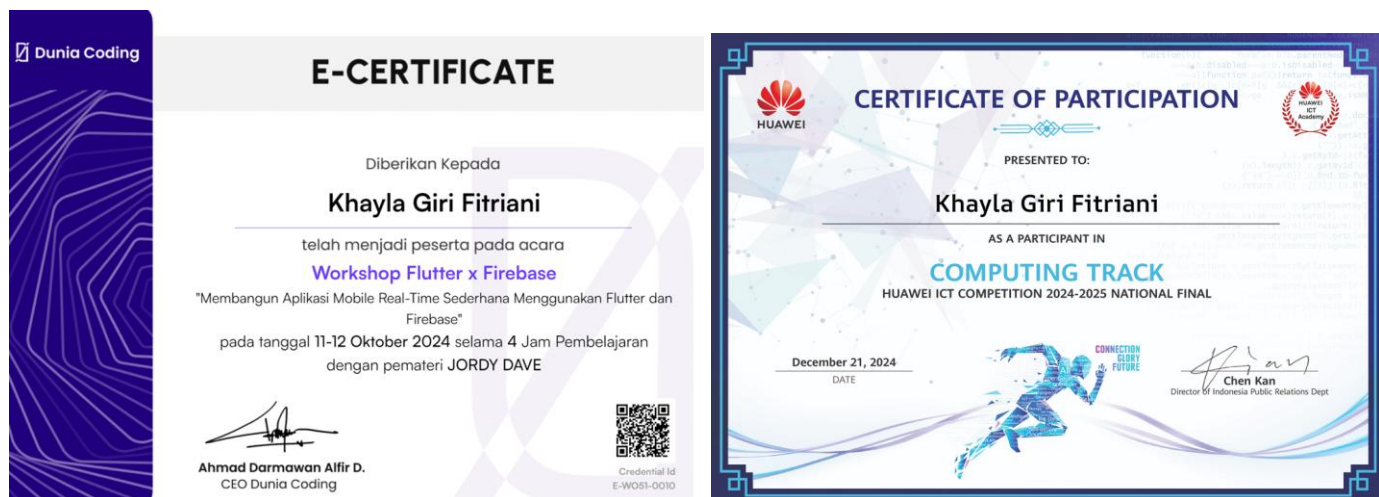 Dunia Coding
E-CERTIFICATE
Diberikan Kepada
Khayla Giri Fitriani
telah menjadi peserta pada acara
Workshop Flutter x Firebase
"Membangun Aplikasi Mobile Real-Time Sederhana Menggunakan Flutter dan
Firebase"
pada tanggal 11-12 Oktober 2024 selama 4 Jam Pembelajaran
dengan pemateri JORDY DAVE
Ahmad Darmawan Alfir D.
CEO Dunia Coding
Credential Id
E-WO51-0010
HUAWEI
CERTIFICATE OF PARTICIPATION
HUAWEI
ICT
Academy
PRESENTED TO:
Khayla Giri Fitriani
AS A PARTICIPANT IN
COMPUTING TRACK
HUAWEI ICT COMPETITION 2024-2025 NATIONAL FINAL
December 21, 2024
DATE
CONNECTION
GLORY
FUTURE
Chen Kan
Director of Indonesia Public Relations Dept